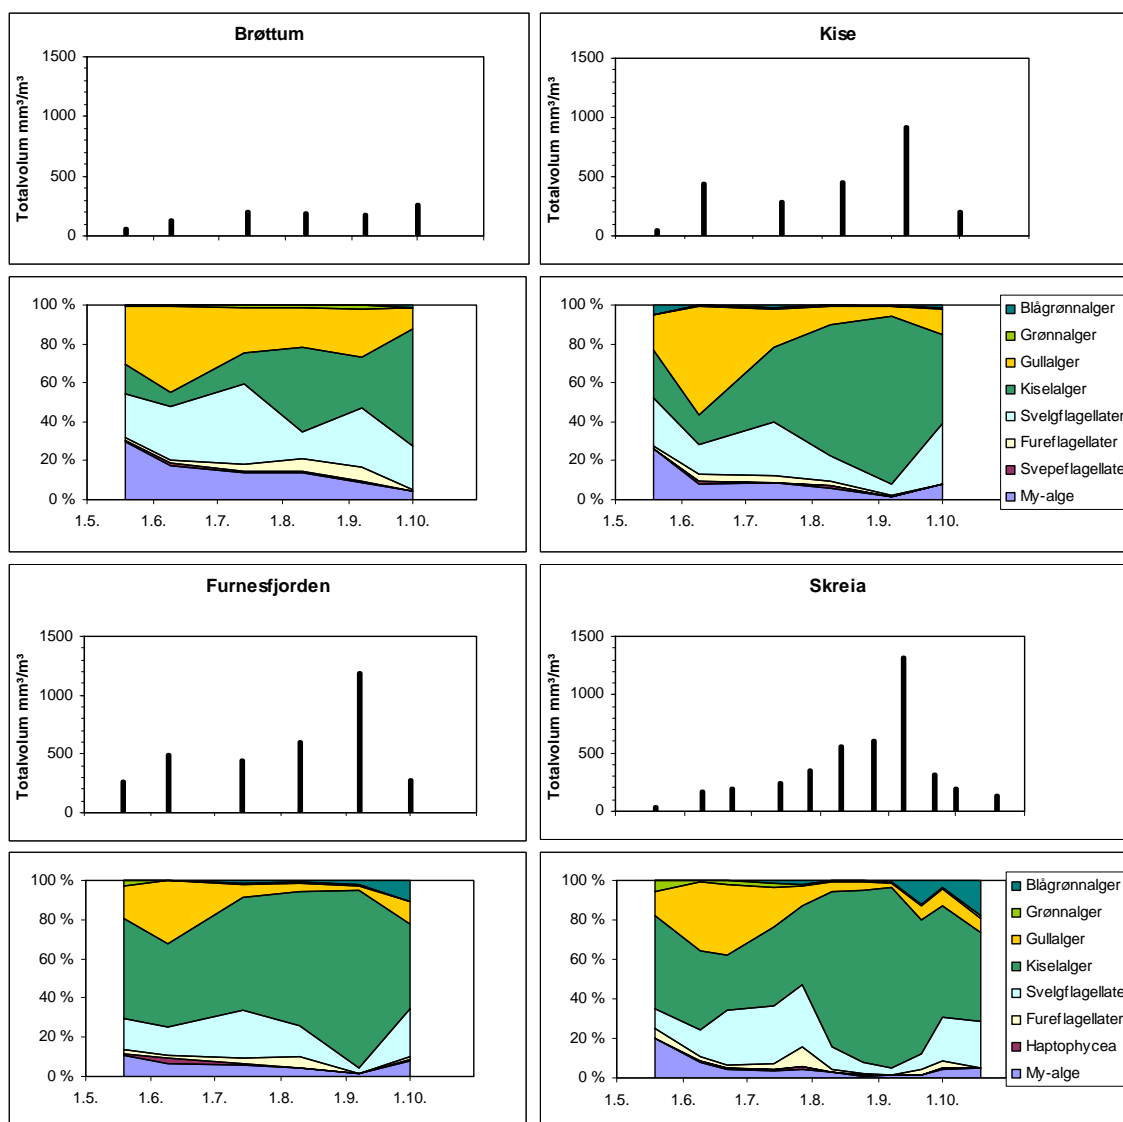 Brøttum
Totalvolum mm³/m³
1500
1000
500
0
Kise
1500
1000
500
0
100 %
80 %
60 %
40 %
20 %
0 %
1.5. 1.6. 1.7. 1.8. 1.9. 1.10.
100 %
80 %
60 %
40 %
20 %
0 %
1.5. 1.6. 1.7. 1.8. 1.9. 1.10.
Blågrønnalger
Grønnalger
Gullalger
Kiselalger
Svelgflagellater
Fureflagellater
Svepeflagellater
My-alge
Furnesfjorden
Totalvolum mm³/m³
1500
1000
500
0
Skreia
Totalvolum mm³/m³
1500
1000
500
0
100 %
80 %
60 %
40 %
20 %
0 %
1.5. 1.6. 1.7. 1.8. 1.9. 1.10.
100 %
80 %
60 %
40 %
20 %
0 %
1.5. 1.6. 1.7. 1.8. 1.9. 1.10.
Blågrønnalger
Grønnalger
Gullalger
Kiselalger
Svelgflagellate
Fureflagellater
Haptophycea
My-alge